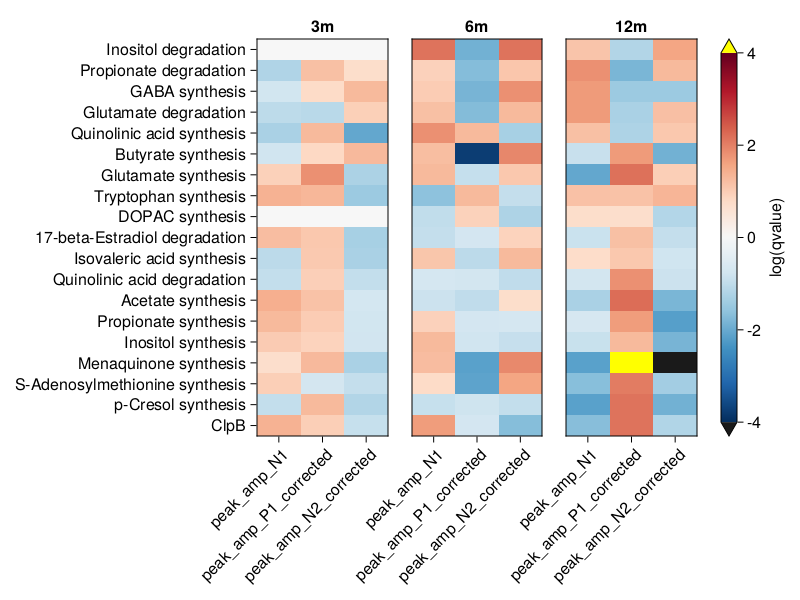 3m
6m
12m
Inositol degradation
Propionate degradation
GABA synthesis
Glutamate degradation
Quinolinic acid synthesis
Butyrate synthesis
Glutamate synthesis
Tryptophan synthesis
DOPAC synthesis
17-beta-Estradiol degradation
Isovaleric acid synthesis
Quinolinic acid degradation
Acetate synthesis
Propionate synthesis
Inositol synthesis
Menaquinone synthesis
S-Adenosylmethionine synthesis
p-Cresol synthesis
ClpB
peak_amp_N1
peak_amp_P1_corrected
peak_amp_N2_corrected
peak_amp_N1
peak_amp_P1_corrected
peak_amp_N2_corrected
peak_amp_N1
peak_amp_P1_corrected
peak_amp_N2_corrected
4
2
0
-2
-4
log(qvalue)